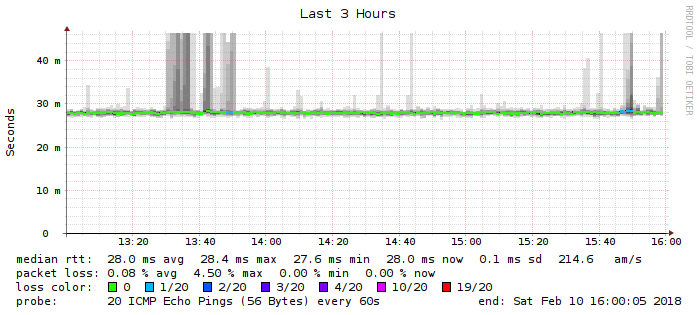 Last 3 Hours
RRDTOOL / TOBI OETIKER
Seconds
40 m
30 m
20 m
10 m
0
13:20 13:40 14:00 14:20 14:40 15:00 15:20 15:40 16:00
median rtt: 28.0 ms avg 28.4 ms max 27.6 ms min 28.0 ms now 0.1 ms sd 214.6 am/s
packet loss: 0.08 % avg 4.50 % max 0.00 % min 0.00 % now
loss color: 0 1/20 2/20 3/20 4/20 10/20 19/20
probe: 20 ICMP Echo Pings (56 Bytes) every 60s end: Sat Feb 10 16:00:05 2018